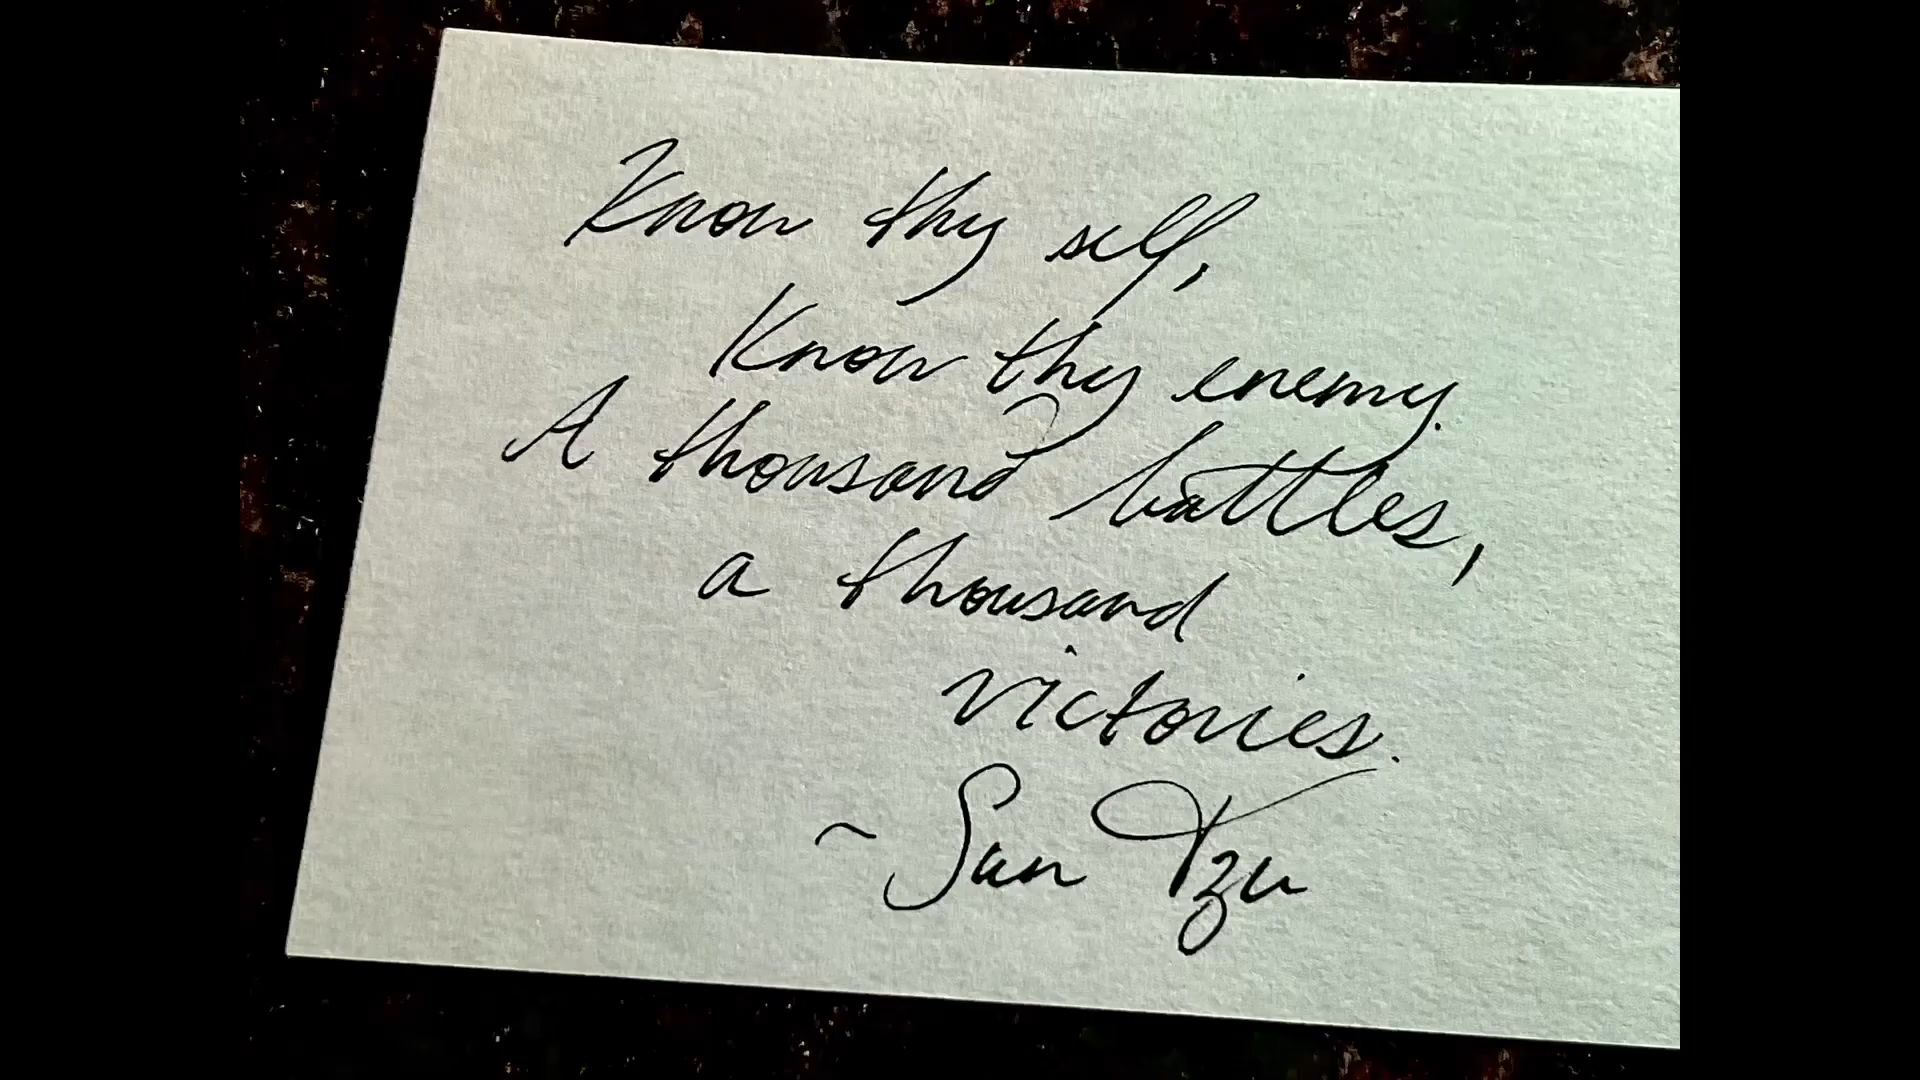 Know thy self,
Know thy enemy.
A thousand battles,
a thousand
victories.
~ Sun Tzu